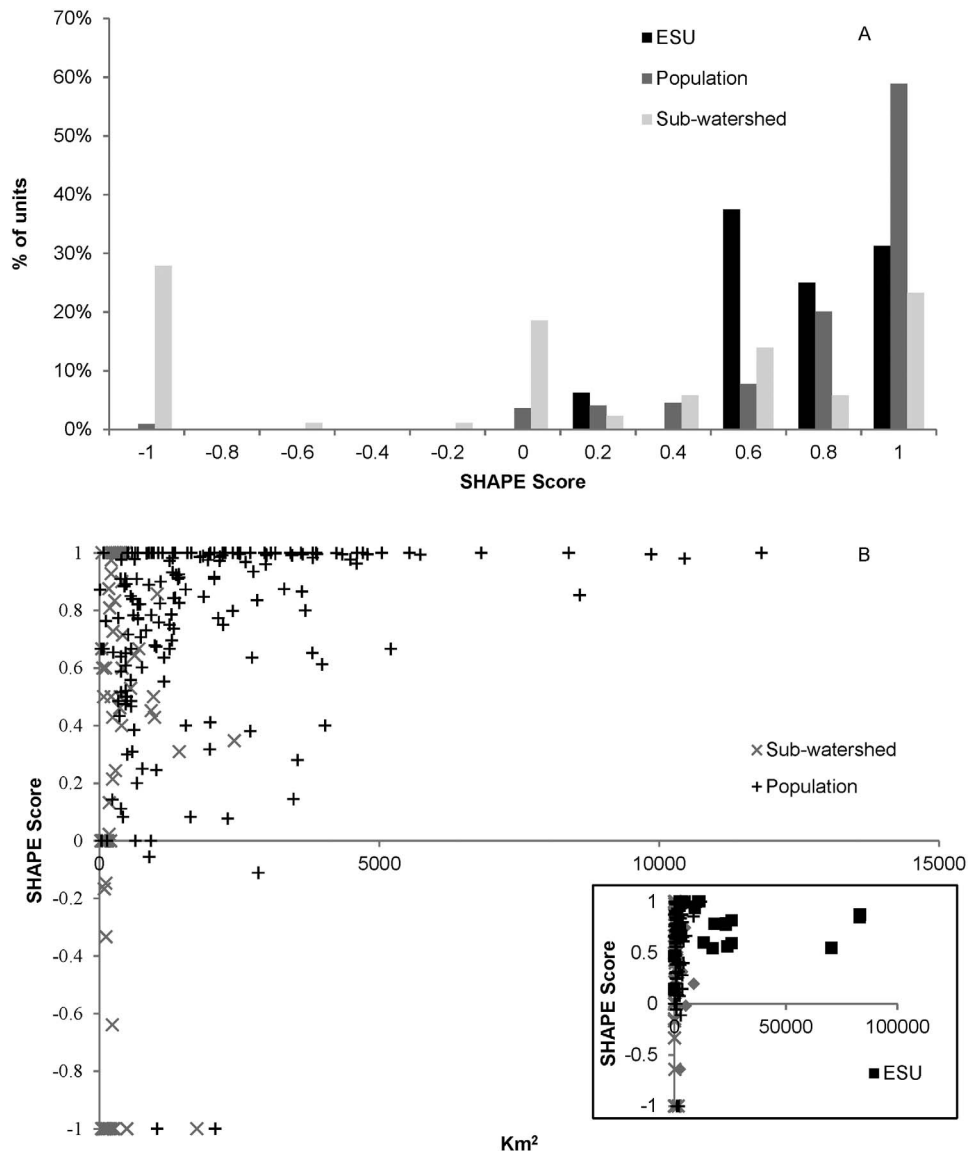 70%
60%
50%
40%
30%
20%
10%
0%
% of units
A
ESU
Population
Sub-watershed
-1 -0.8 -0.6 -0.4 -0.2 0 0.2 0.4 0.6 0.8 1
SHAPE Score
B
1
0.8
0.6
0.4
0.2
0
-0.2
-0.4
-0.6
-0.8
-1
SHAPE Score
0 5000 10000 15000
Sub-watershed
Population
1
0.5
0
-0.5
-1
SHAPE Score
0 50000 100000
ESU
Km²